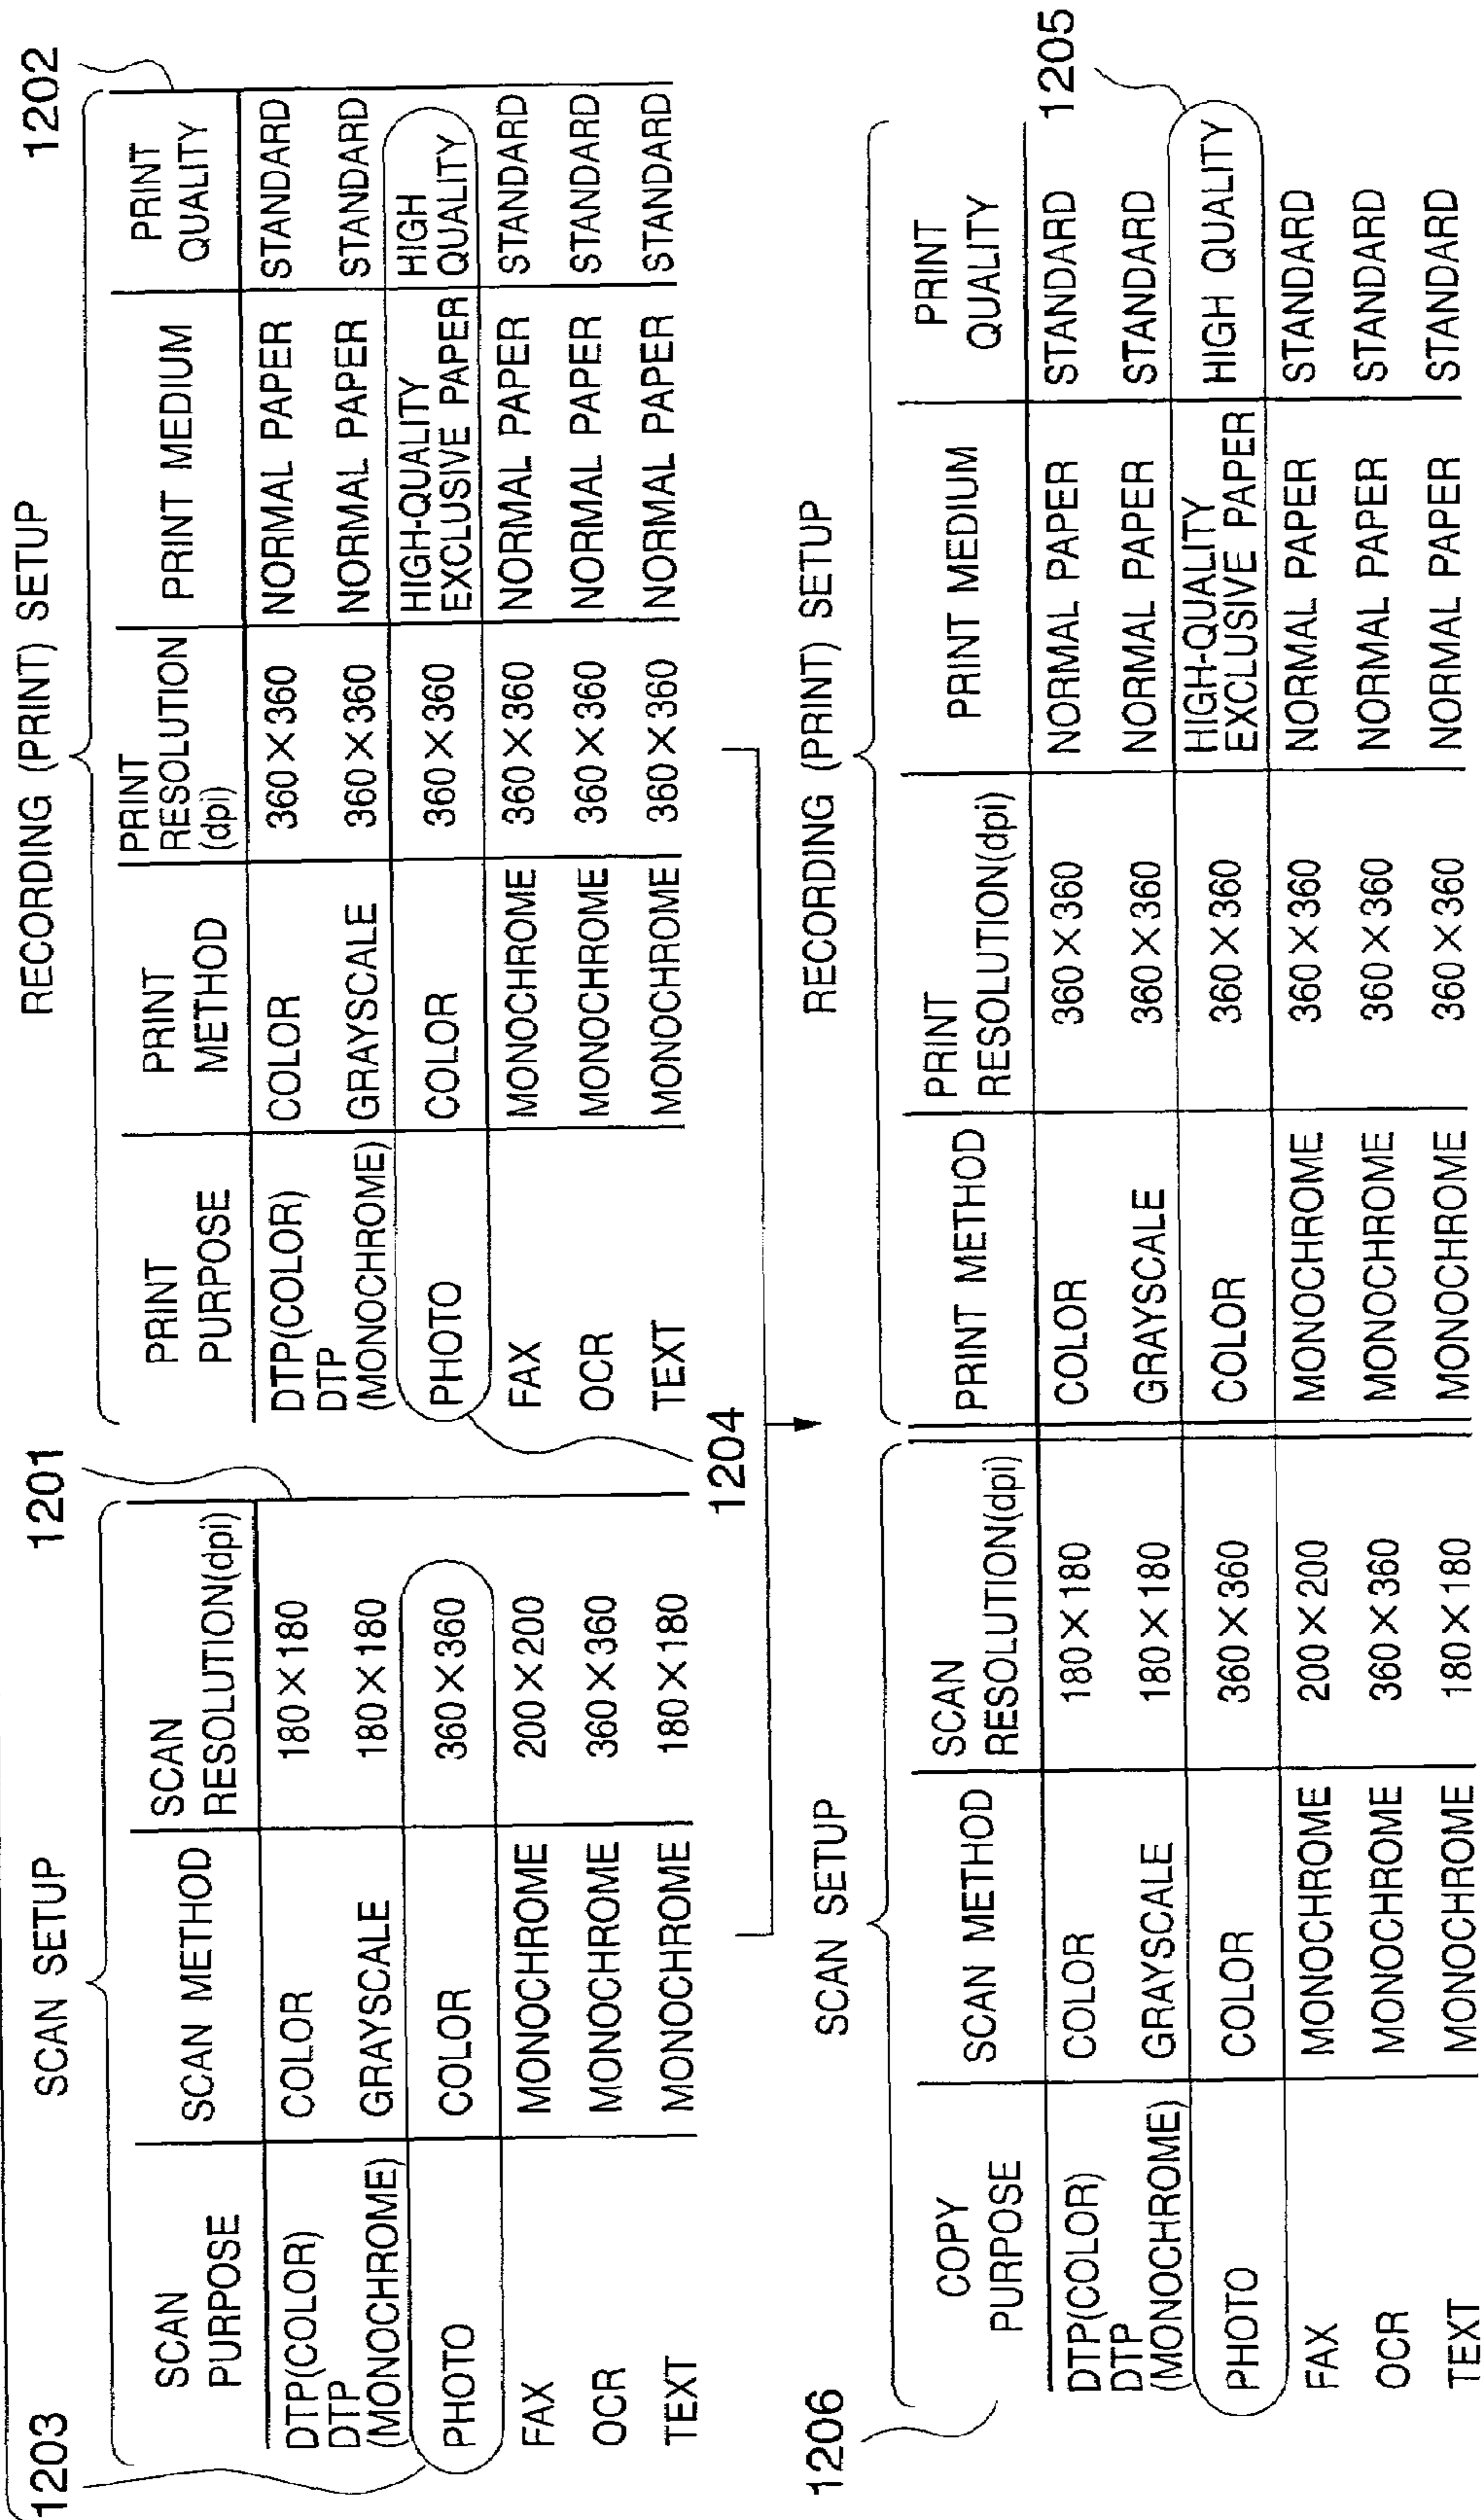 SCAN SETUP
RECORDING (PRINT) SETUP
1203
1201
1202
SCAN PURPOSE
SCAN METHOD
SCAN RESOLUTION(dpi)
DTP(COLOR) COLOR 180×180
DTP (MONOCHROME) GRAYSCALE 180×180
PHOTO COLOR 360×360
FAX MONOCHROME 200×200
OCR MONOCHROME 360×360
TEXT MONOCHROME 180×180
PRINT PURPOSE
PRINT METHOD
PRINT RESOLUTION (dpi)
PRINT MEDIUM
PRINT QUALITY
DTP(COLOR) COLOR 360×360 NORMAL PAPER STANDARD
DTP (MONOCHROME) GRAYSCALE 360×360 NORMAL PAPER STANDARD
PHOTO COLOR 360×360 HIGH-QUALITY EXCLUSIVE PAPER HIGH QUALITY
FAX MONOCHROME 360×360 NORMAL PAPER STANDARD
OCR MONOCHROME 360×360 NORMAL PAPER STANDARD
TEXT MONOCHROME 360×360 NORMAL PAPER STANDARD
1204
1206
SCAN SETUP
RECORDING (PRINT) SETUP
1205
COPY PURPOSE
SCAN METHOD
SCAN RESOLUTION(dpi)
PRINT METHOD
PRINT RESOLUTION(dpi)
PRINT MEDIUM
PRINT QUALITY
DTP(COLOR) COLOR 180×180 COLOR 360×360 NORMAL PAPER STANDARD
DTP (MONOCHROME) GRAYSCALE 180×180 GRAYSCALE 360×360 NORMAL PAPER STANDARD
PHOTO COLOR 360×360 COLOR 360×360 HIGH-QUALITY EXCLUSIVE PAPER HIGH QUALITY
FAX MONOCHROME 200×200 MONOCHROME 360×360 NORMAL PAPER STANDARD
OCR MONOCHROME 360×360 MONOCHROME 360×360 NORMAL PAPER STANDARD
TEXT MONOCHROME 180×180 MONOCHROME 360×360 NORMAL PAPER STANDARD